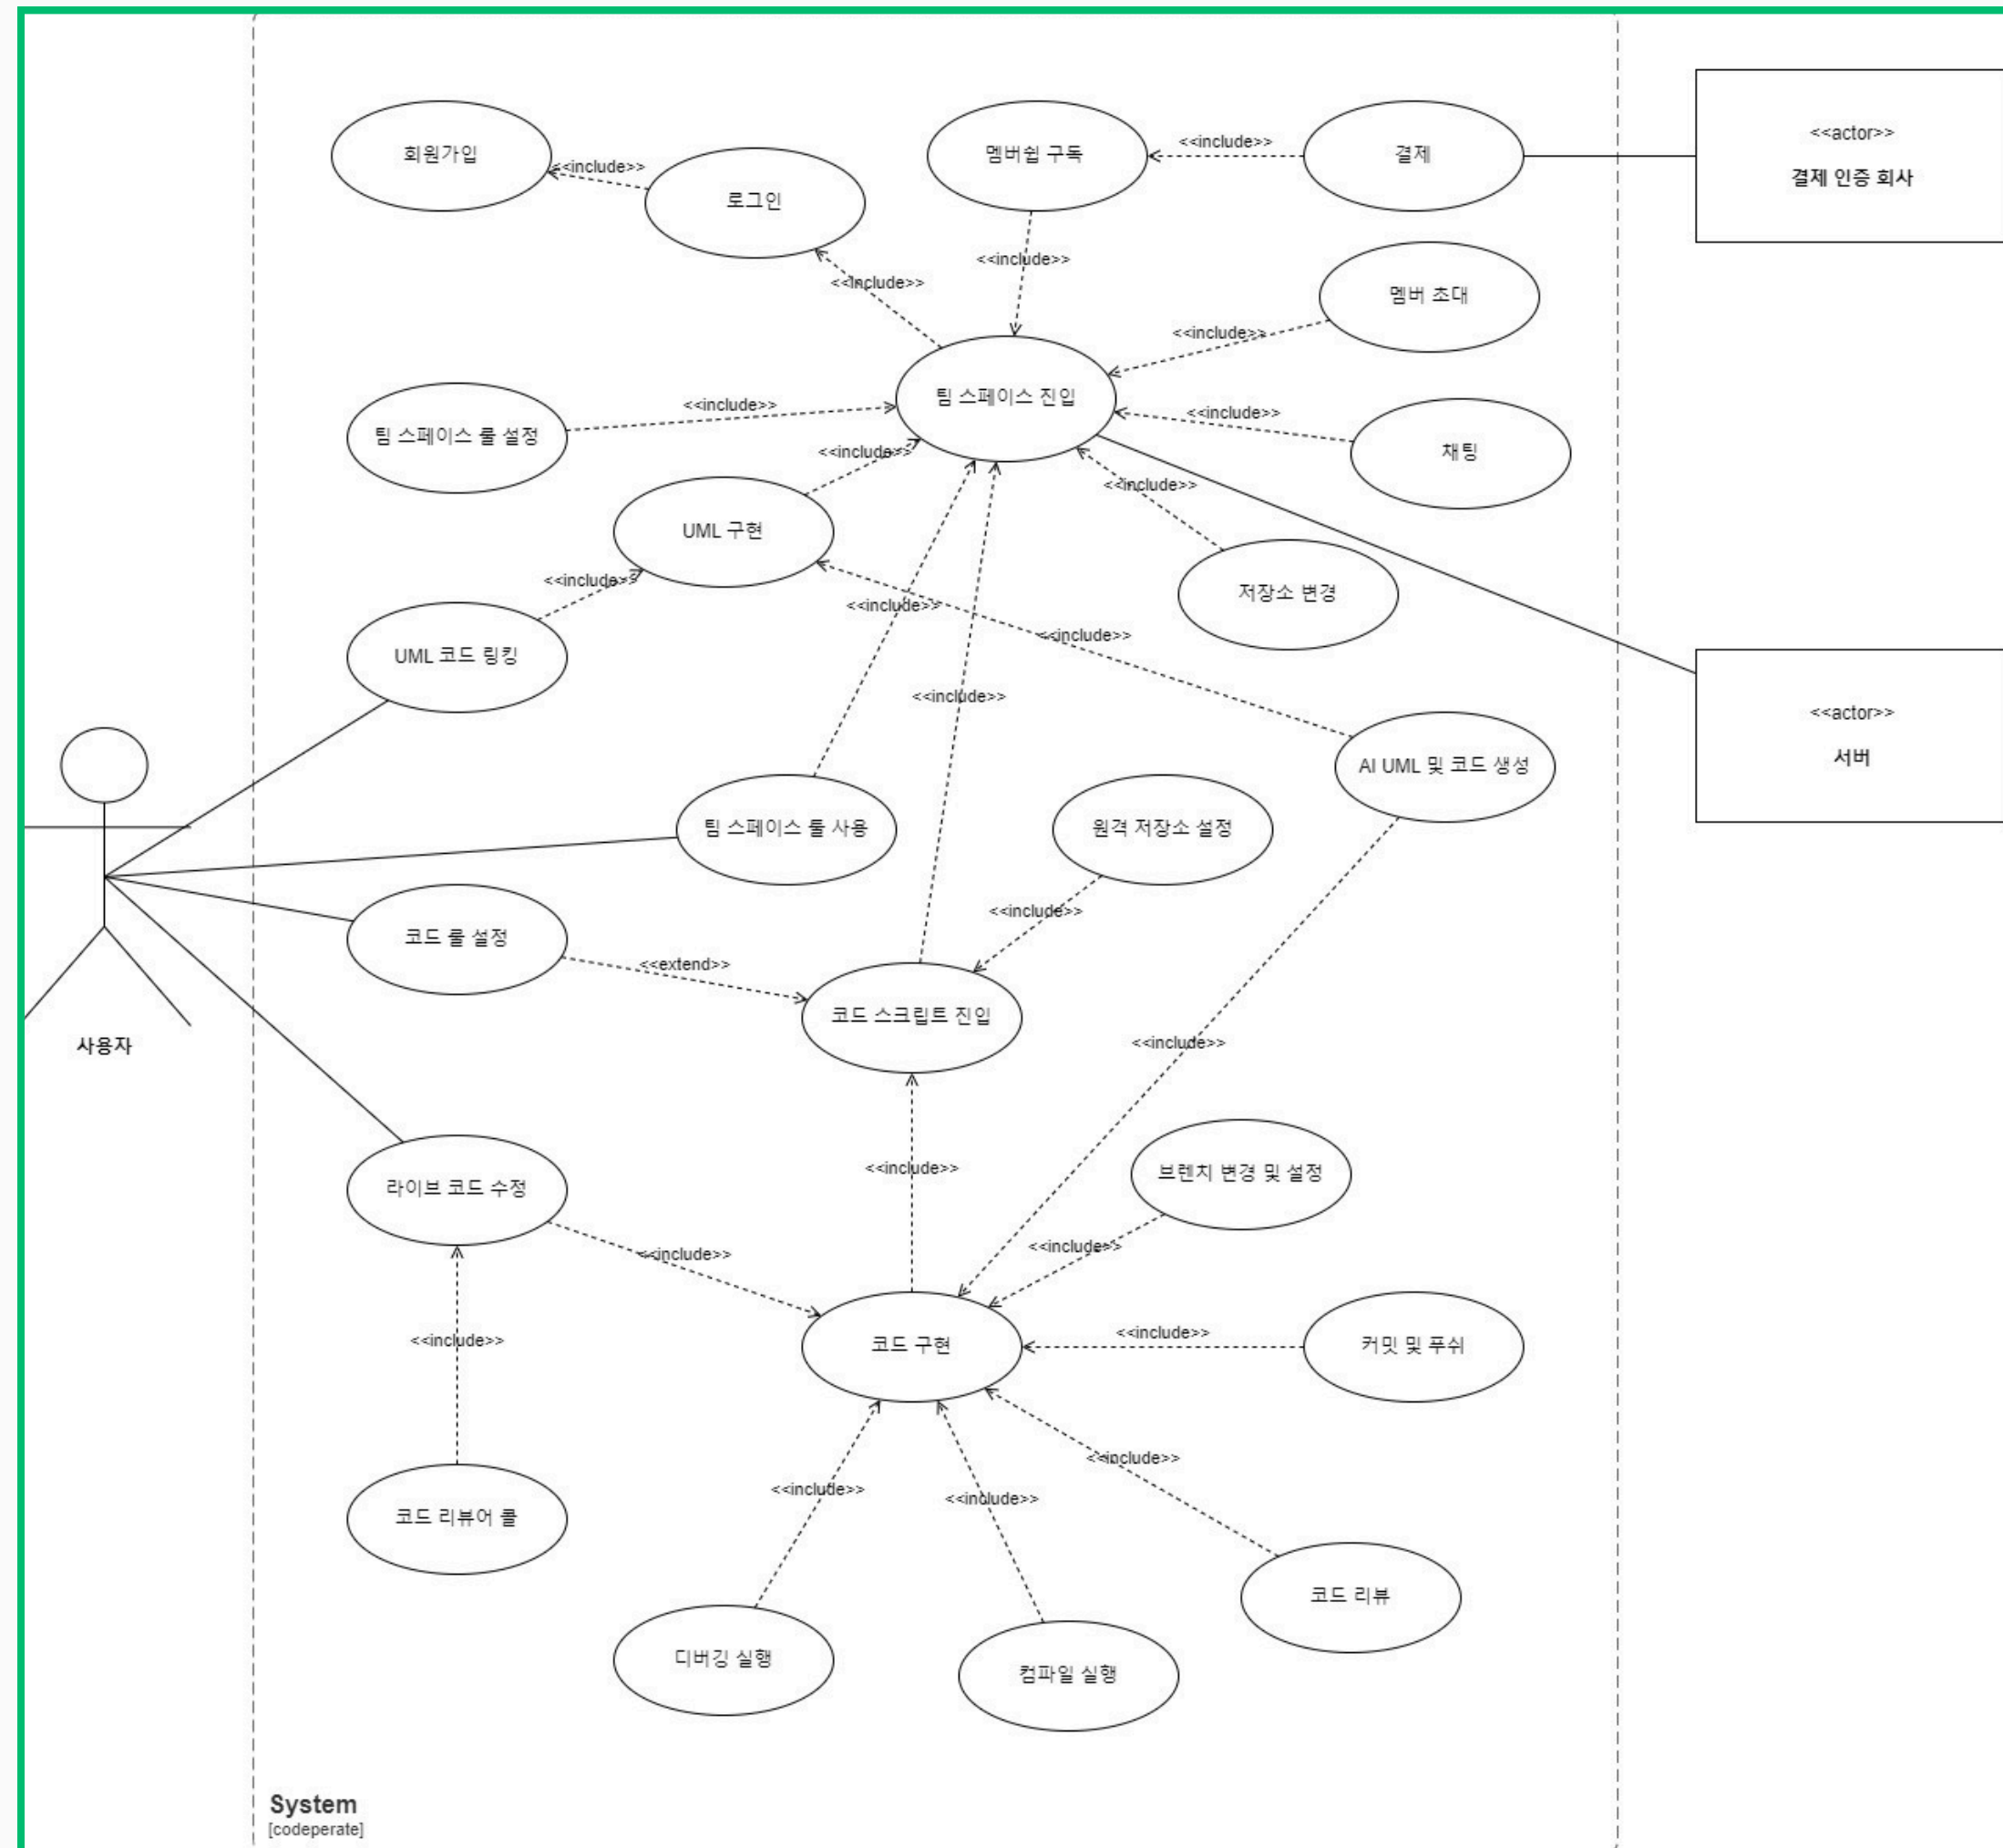 회원가입
<<include>>
로그인
멤버쉽 구독
<<include>>
결제
<<actor>>
결제 인증 회사
<<include>>
<<include>>
멤버 초대
<<include>>
팀 스페이스 진입
팀 스페이스 룰 설정
<<include>>
<<include>>
채팅
<<include>>
<<include>>
UML 구현
저장소 변경
<<include>>
<<include>>
<<include>>
UML 코드 링킹
<<include>>
<<actor>>
서버
AI UML 및 코드 생성
팀 스페이스 툴 사용
원격 저장소 설정
코드 룰 설정
<<include>>
<<extend>>
코드 스크립트 진입
사용자
<<include>>
<<include>>
브렌치 변경 및 설정
라이브 코드 수정
<<include>>
<<include>>
<<include>>
<<include>>
코드 구현
<<include>>
커밋 및 푸쉬
<<include>>
<<include>>
<<include>>
코드 리뷰어 콜
코드 리뷰
디버깅 실행
컴파일 실행
System
[codeperate]